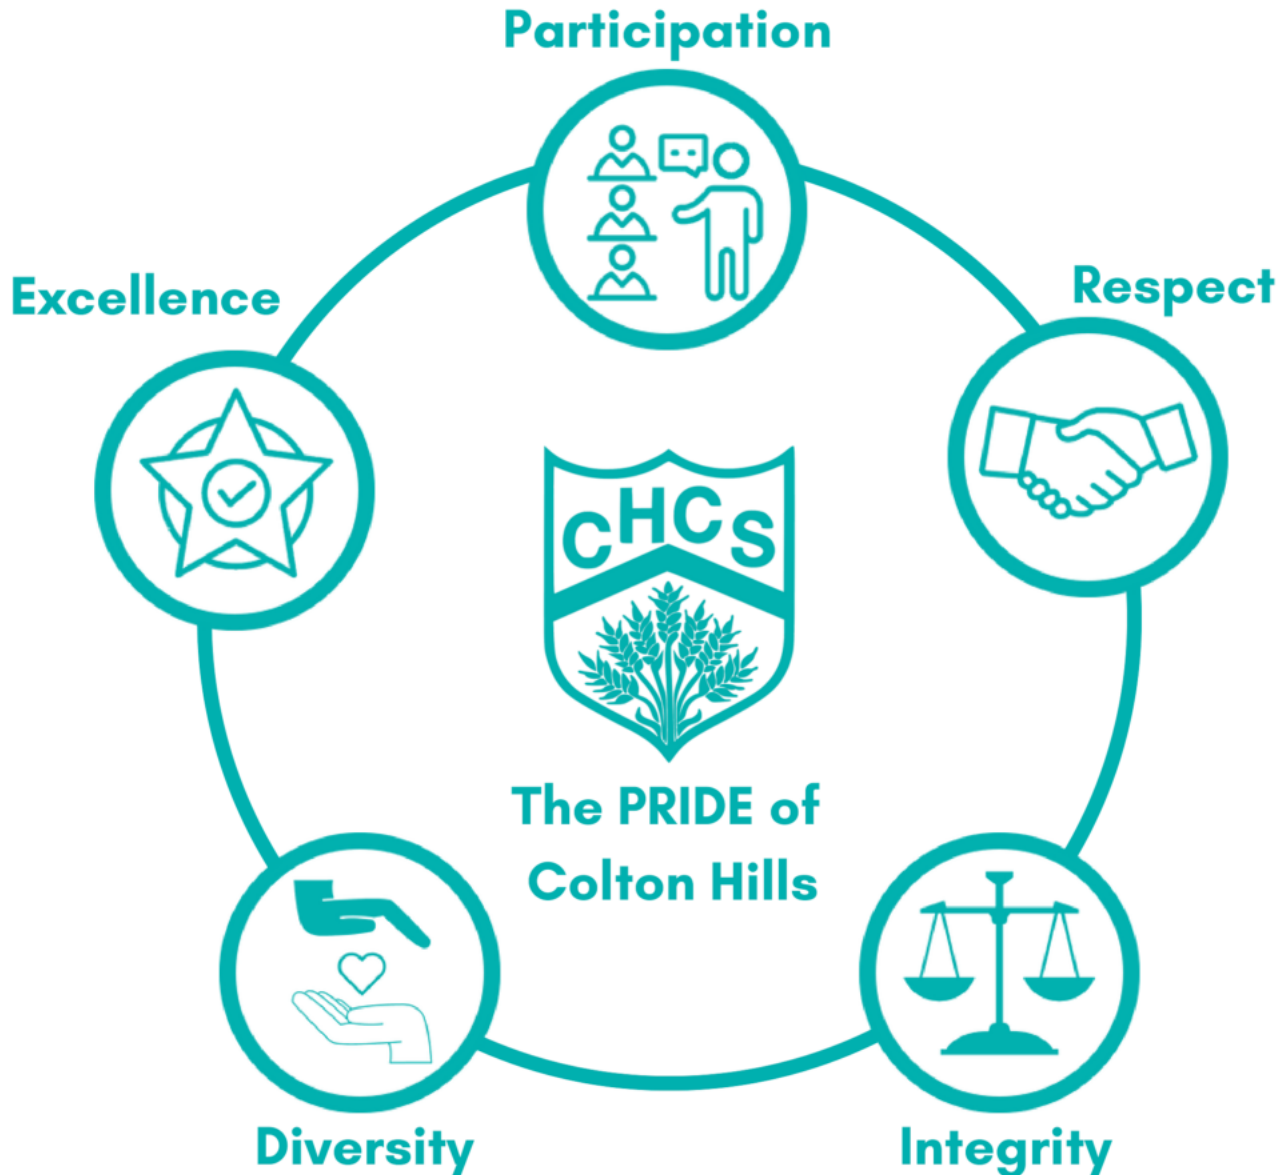 Participation
Respect
Excellence
CHCS
The PRIDE of
Colton Hills
Diversity
Integrity